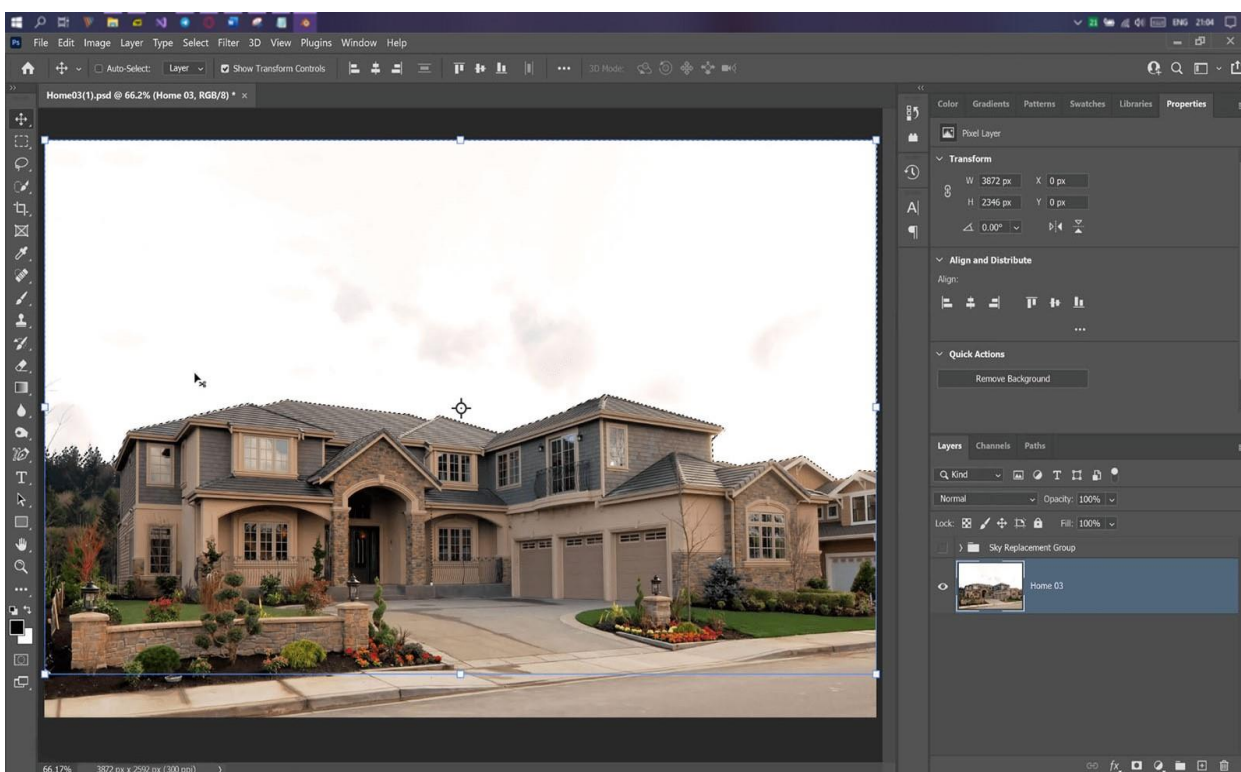 21 ENG 21:04
Ps File Edit Image Layer Type Select Filter 3D View Plugins Window Help
Auto-Select: Layer Show Transform Controls 3D Mode:
Home03(1).psd @ 66.2% (Home 03, RGB/8) * ×
Color Gradients Patterns Swatches Libraries Properties
Pixel Layer
Transform
W 3872 px X 0 px
H 2346 px Y 0 px
0.00°
Align and Distribute
Align:
Quick Actions
Remove Background
Layers Channels Paths
Kind
Normal Opacity: 100%
Lock: Fill: 100%
Sky Replacement Group
Home 03
66.17% 3872 px x 2592 px (300 ppi)
fx